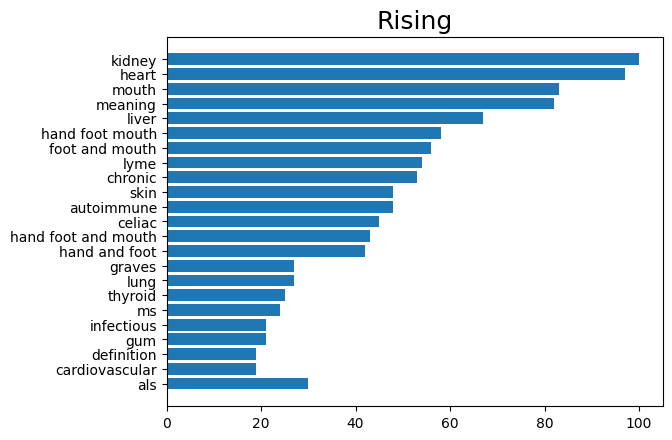 Rising
kidney
heart
mouth
meaning
liver
hand foot mouth
foot and mouth
lyme
chronic
skin
autoimmune
celiac
hand foot and mouth
hand and foot
graves
lung
thyroid
ms
infectious
gum
definition
cardiovascular
als
0 20 40 60 80 100